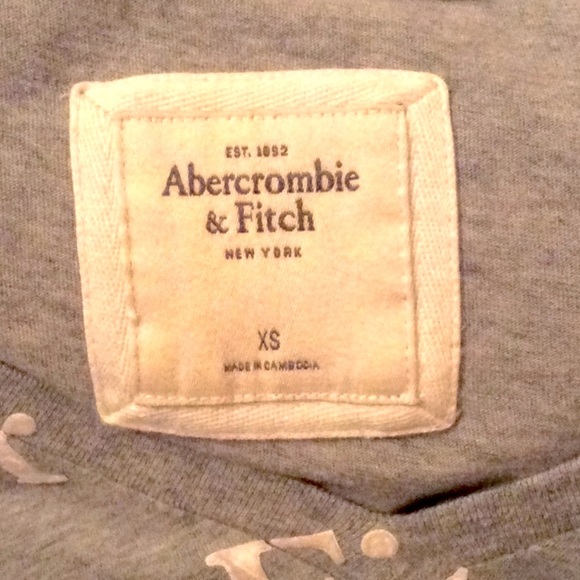 EST. 1892
Abercrombie
& Fitch
NEW YORK
XS
MADE IN CAMBODIA